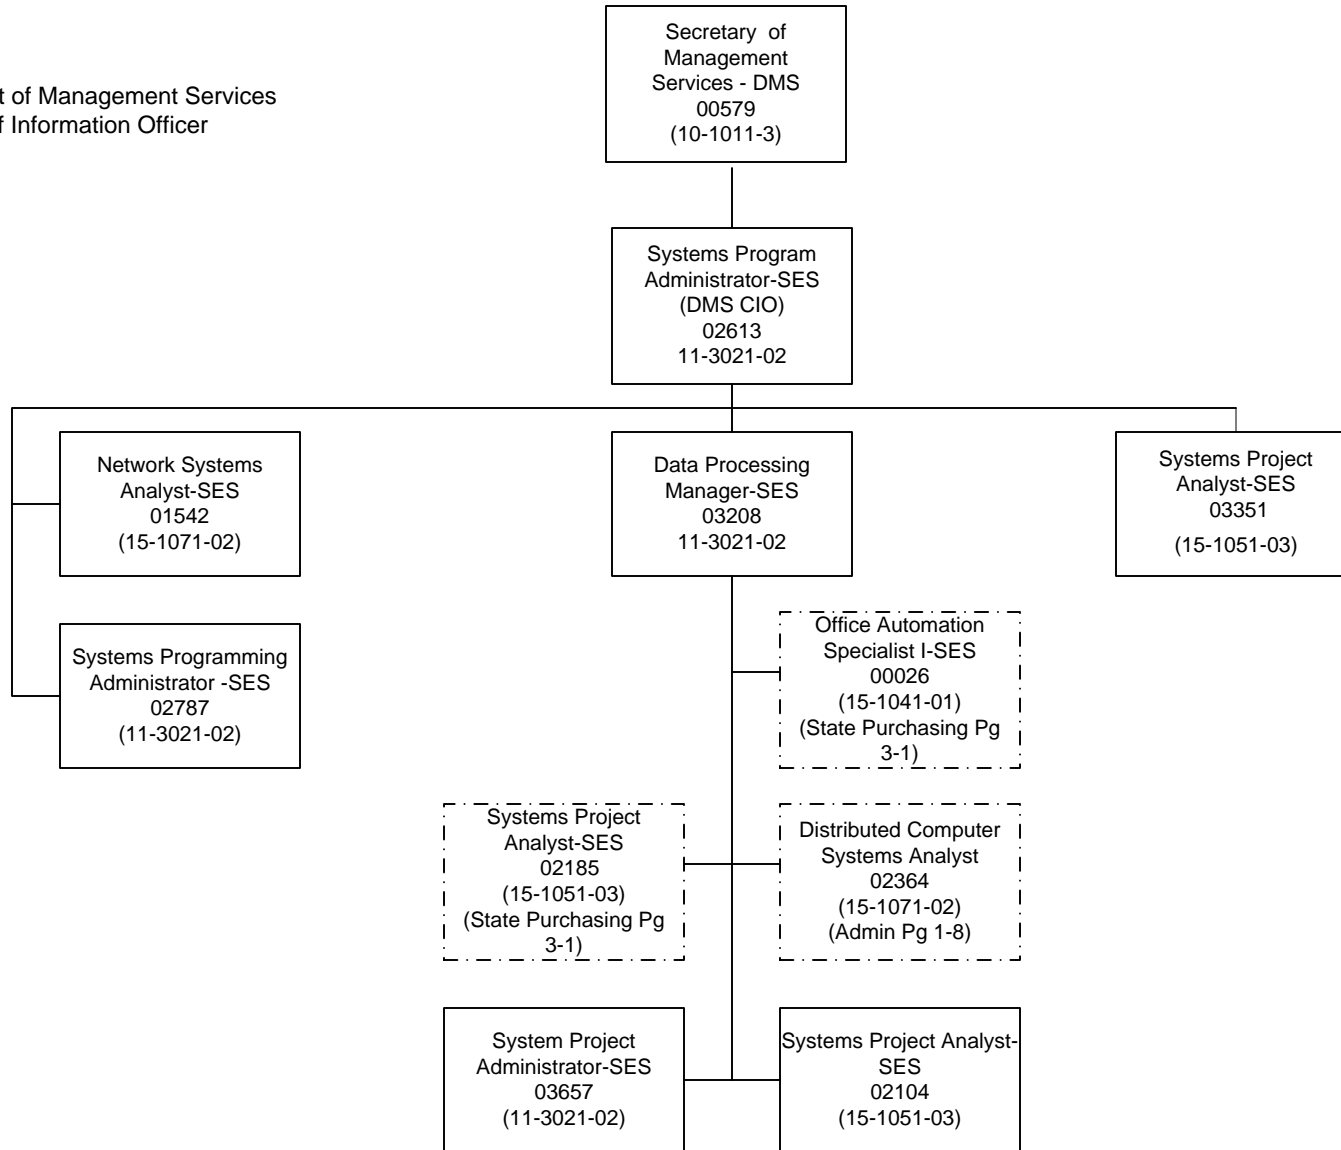 Secretary of
Management
Services - DMS
00579
(10-1011-3)
t of Management Services
f Information Officer
Systems Program
Administrator-SES
(DMS CIO)
02613
11-3021-02
Network Systems
Analyst-SES
01542
(15-1071-02)
Data Processing
Manager-SES
03208
11-3021-02
Systems Project
Analyst-SES
03351
(15-1051-03)
Systems Programming
Administrator -SES
02787
(11-3021-02)
Office Automation
Specialist I-SES
00026
(15-1041-01)
(State Purchasing Pg
3-1)
Systems Project
Analyst-SES
02185
(15-1051-03)
(State Purchasing Pg
3-1)
Distributed Computer
Systems Analyst
02364
(15-1071-02)
(Admin Pg 1-8)
System Project
Administrator-SES
03657
(11-3021-02)
Systems Project Analyst-
SES
02104
(15-1051-03)